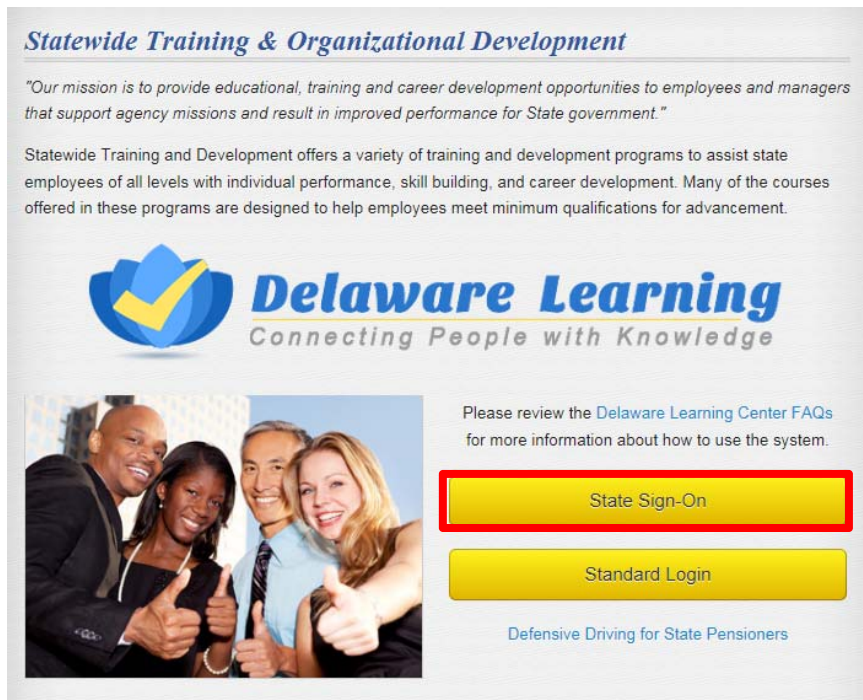 Statewide Training & Organizational Development
"Our mission is to provide educational, training and career development opportunities to employees and managers
that support agency missions and result in improved performance for State government."
Statewide Training and Development offers a variety of training and development programs to assist state
employees of all levels with individual performance, skill building, and career development. Many of the courses
offered in these programs are designed to help employees meet minimum qualifications for advancement.
Delaware Learning
Connecting People with Knowledge
Please review the Delaware Learning Center FAQs
for more information about how to use the system.
State Sign-On
Standard Login
Defensive Driving for State Pensioners